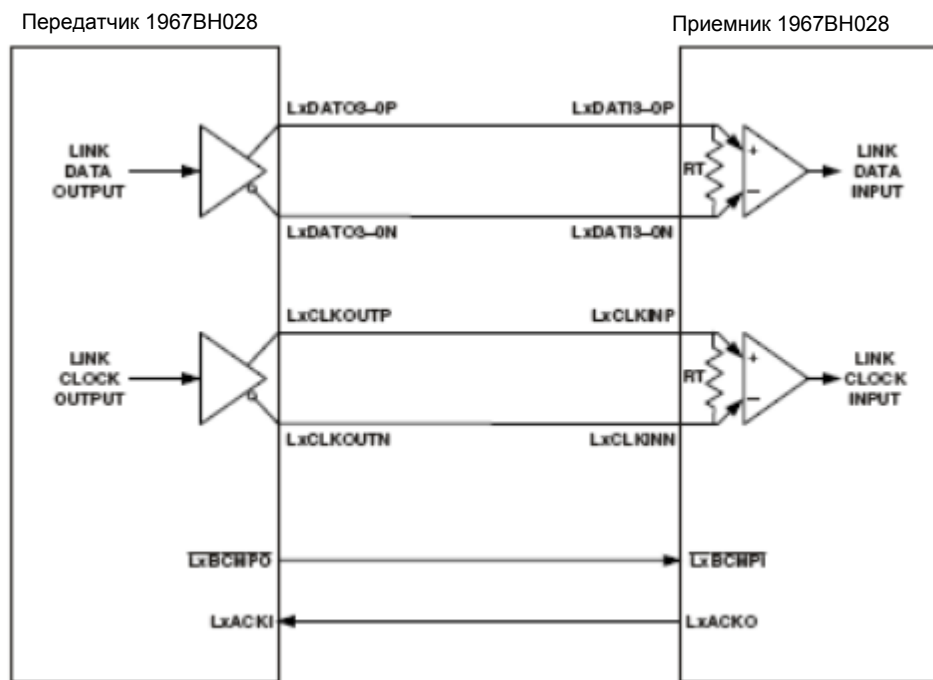 Передатчик 1967ВН028
Приемник 1967ВН028
LxDATO3–0P
LxDATI3–0P
LINK
DATA
OUTPUT
RT
+
–
LINK
DATA
INPUT
LxDATO3–0N
LxDATI3–0N
LxCLKOUTP
LxCLKINP
LINK
CLOCK
OUTPUT
RT
+
–
LINK
CLOCK
INPUT
LxCLKOUTN
LxCLKINN
LxBCMPO
LxBCMPI
LxACKI
LxACKO